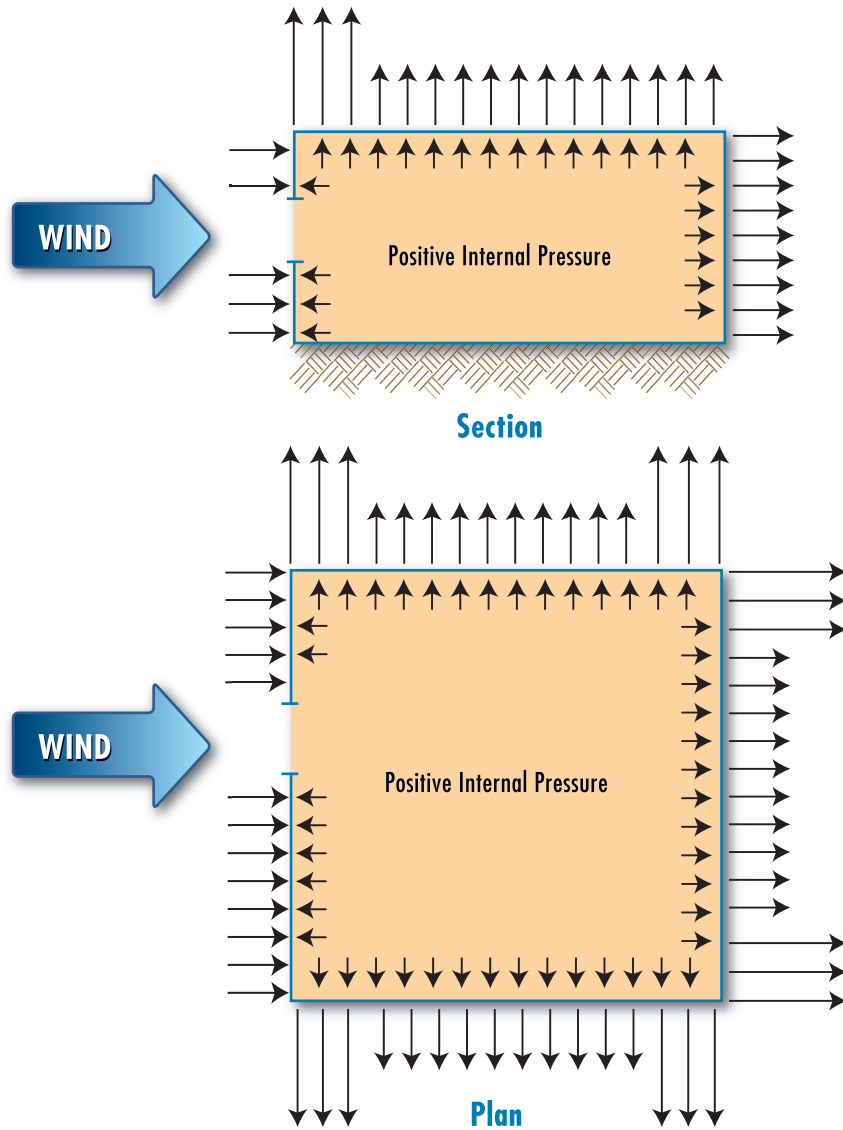 WIND
Positive Internal Pressure
Section
WIND
Positive Internal Pressure
Plan